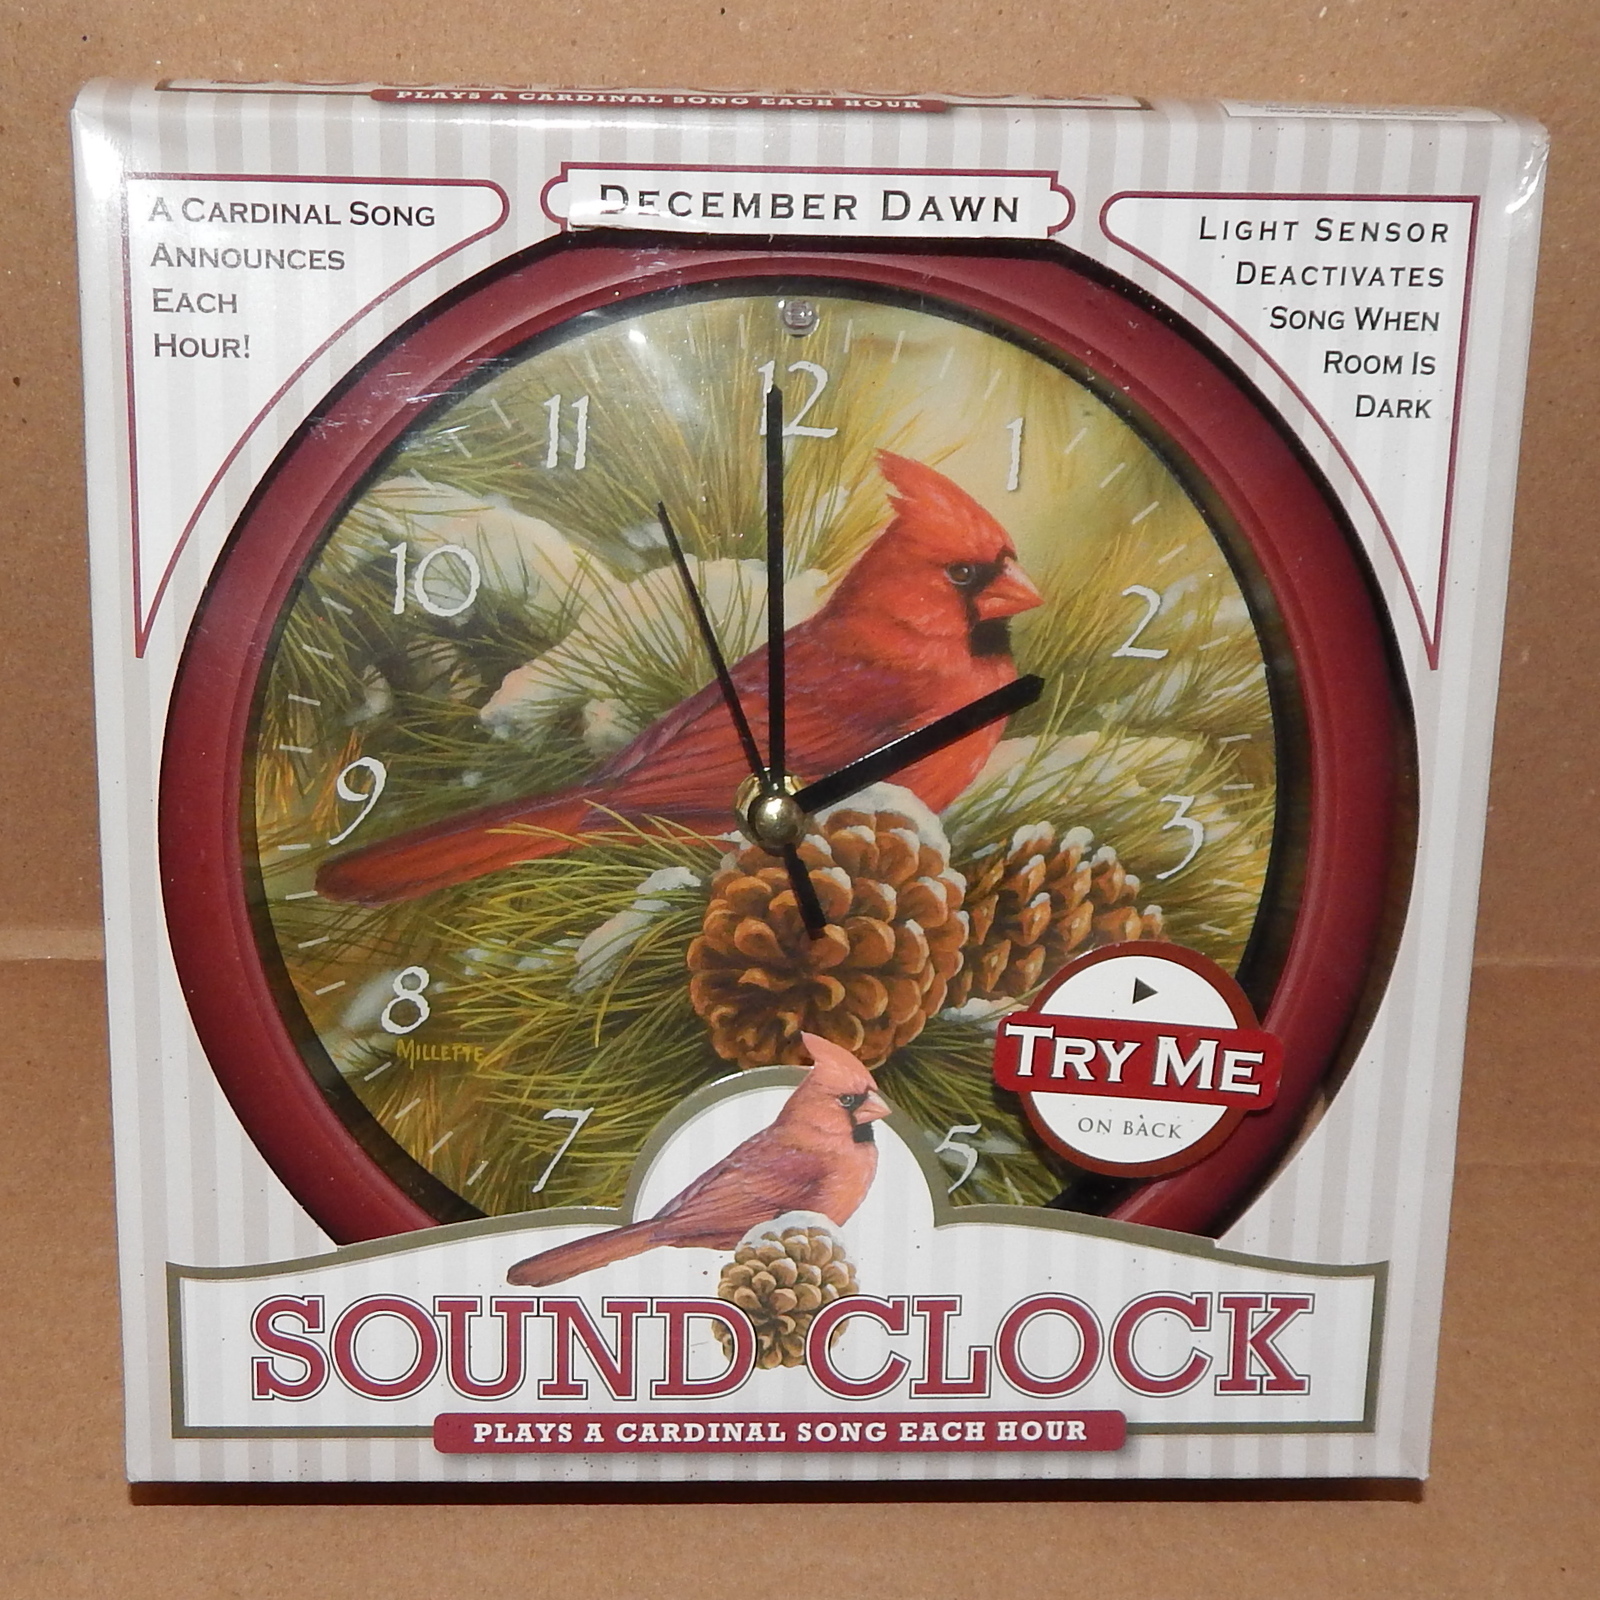 PLAYS A CARDINAL SONG EACH HOUR
DECEMBER DAWN
A CARDINAL SONG
ANNOUNCES
EACH
HOUR!
LIGHT SENSOR
DEACTIVATES
SONG WHEN
ROOM IS
DARK
12
11
1
10
2
9
3
8
MILLETTE
7
5
TRY ME
ON BACK
SOUND CLOCK
PLAYS A CARDINAL SONG EACH HOUR